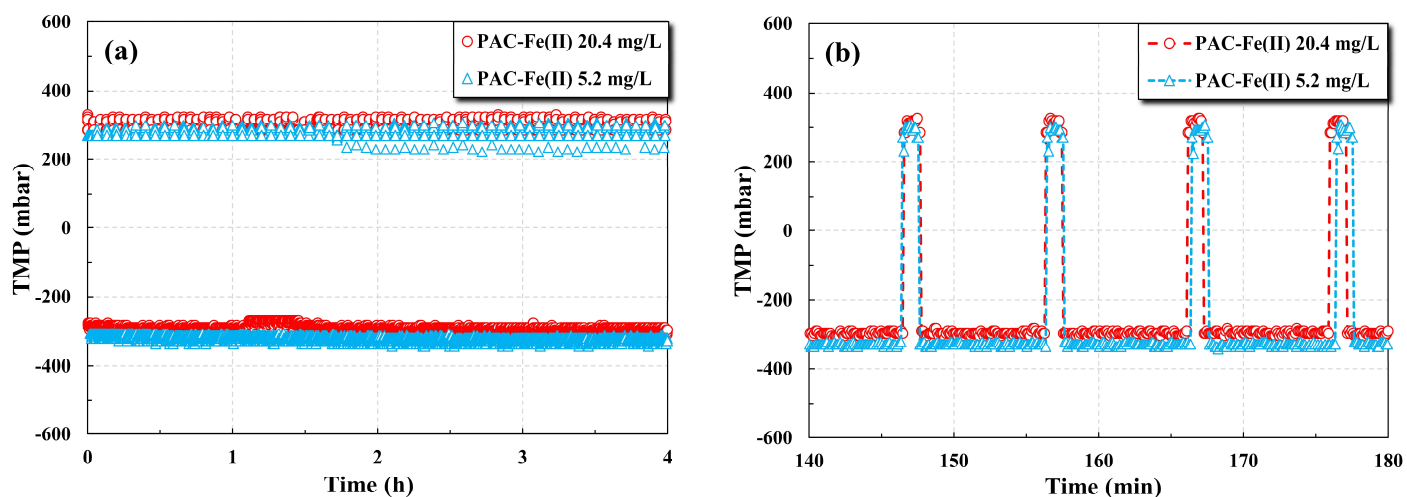 (a)
PAC-Fe(II) 20.4 mg/L
PAC-Fe(II) 5.2 mg/L
TMP (mbar)
600
400
200
0
-200
-400
-600
0
1
2
3
4
Time (h)
(b)
PAC-Fe(II) 20.4 mg/L
PAC-Fe(II) 5.2 mg/L
TMP (mbar)
600
400
200
0
-200
-400
-600
140
150
160
170
180
Time (min)